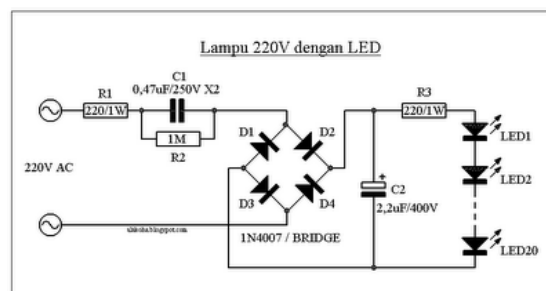 Lampu 220V dengan LED
C1
0,47uF/250V X2
R1
220/1W
1M
R2
220V AC
D1
D2
D3
D4
1N4007 / BRIDGE
R3
220/1W
+
C2
2,2uF/400V
LED1
LED2
LED20